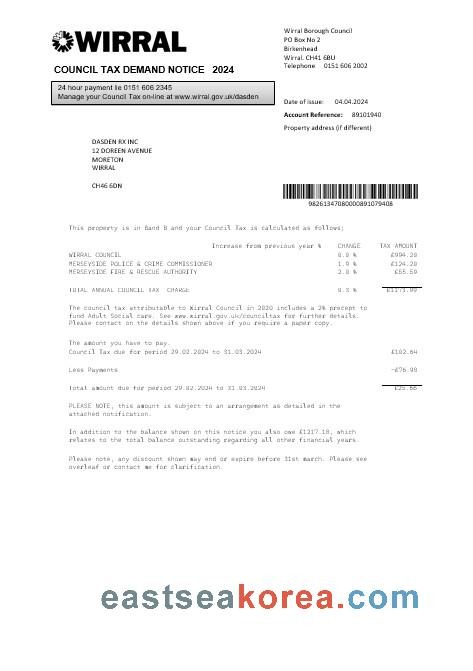 WIRRAL
Wirral Borough Council
PO Box No 2
Birkenhead
Wirral. CH41 6BU
Telephone 0151 606 2002
COUNCIL TAX DEMAND NOTICE 2024
24 hour payment lie 0151 606 2345
Manage your Council Tax on-line at www.wirral.gov.uk/dasden
Date of issue: 04.04.2024
Account Reference: 89101940
Property address (if different)
DASDEN RX INC
12 DOREEN AVENUE
MORETON
WIRRAL
CH46 6DN
98261347080000891079408
This property is in Band B and your Council Tax is calculated as follows;
Increase from previous year % CHANGE TAX AMOUNT
WIRRAL COUNCIL 0.0 % £994.20
MERSEYSIDE POLICE & CRIME COMMISSIONER 1.9 % £124.20
MERSEYSIDE FIRE & RESCUE AUTHORITY 2.0 % £55.59
TOTAL ANNUAL COUNCIL TAX CHARGE 0.3 % £1173.99
The council tax attributable to Wirral Council in 2020 includes a 2% precept to
fund Adult Social care. See www.wirral.gov.uk/counciltax for further details.
Please contact on the details shown above if you require a paper copy.
The amount you have to pay.
Council Tax due for period 29.02.2024 to 31.03.2024 £102.64
Less Payments -£76.98
Total amount due for period 29.02.2024 to 31.03.2024 £25.66
PLEASE NOTE, this amount is subject to an arrangement as detailed in the
attached notification.
In addition to the balance shown on this notice you also owe £1217.18, which
relates to the total balance outstanding regarding all other financial years.
Please note, any discount shown may end or expire before 31st march. Please see
overleaf or contact me for clarification.
eastseakorea.com